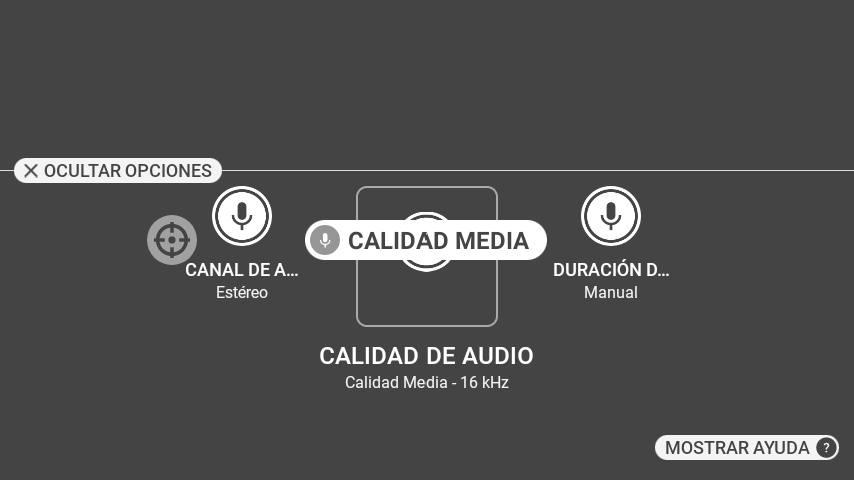 OCULTAR OPCIONES
CALIDAD MEDIA
CANAL DE A...
Estéreo
DURACIÓN D...
Manual
CALIDAD DE AUDIO
Calidad Media - 16 kHz
MOSTRAR AYUDA ?